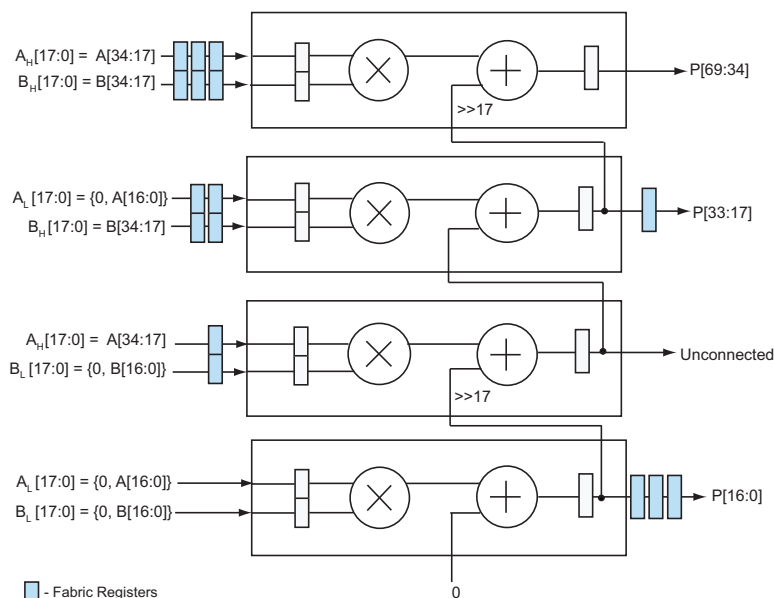 A_H[17:0] = A[34:17]
B_H[17:0] = B[34:17]
>>17
P[69:34]
A_L[17:0] = {0, A[16:0]}
B_H[17:0] = B[34:17]
P[33:17]
A_H[17:0] = A[34:17]
B_L[17:0] = {0, B[16:0]}
>>17
Unconnected
A_L[17:0] = {0, A[16:0]}
B_L[17:0] = {0, B[16:0]}
P[16:0]
0
- Fabric Registers